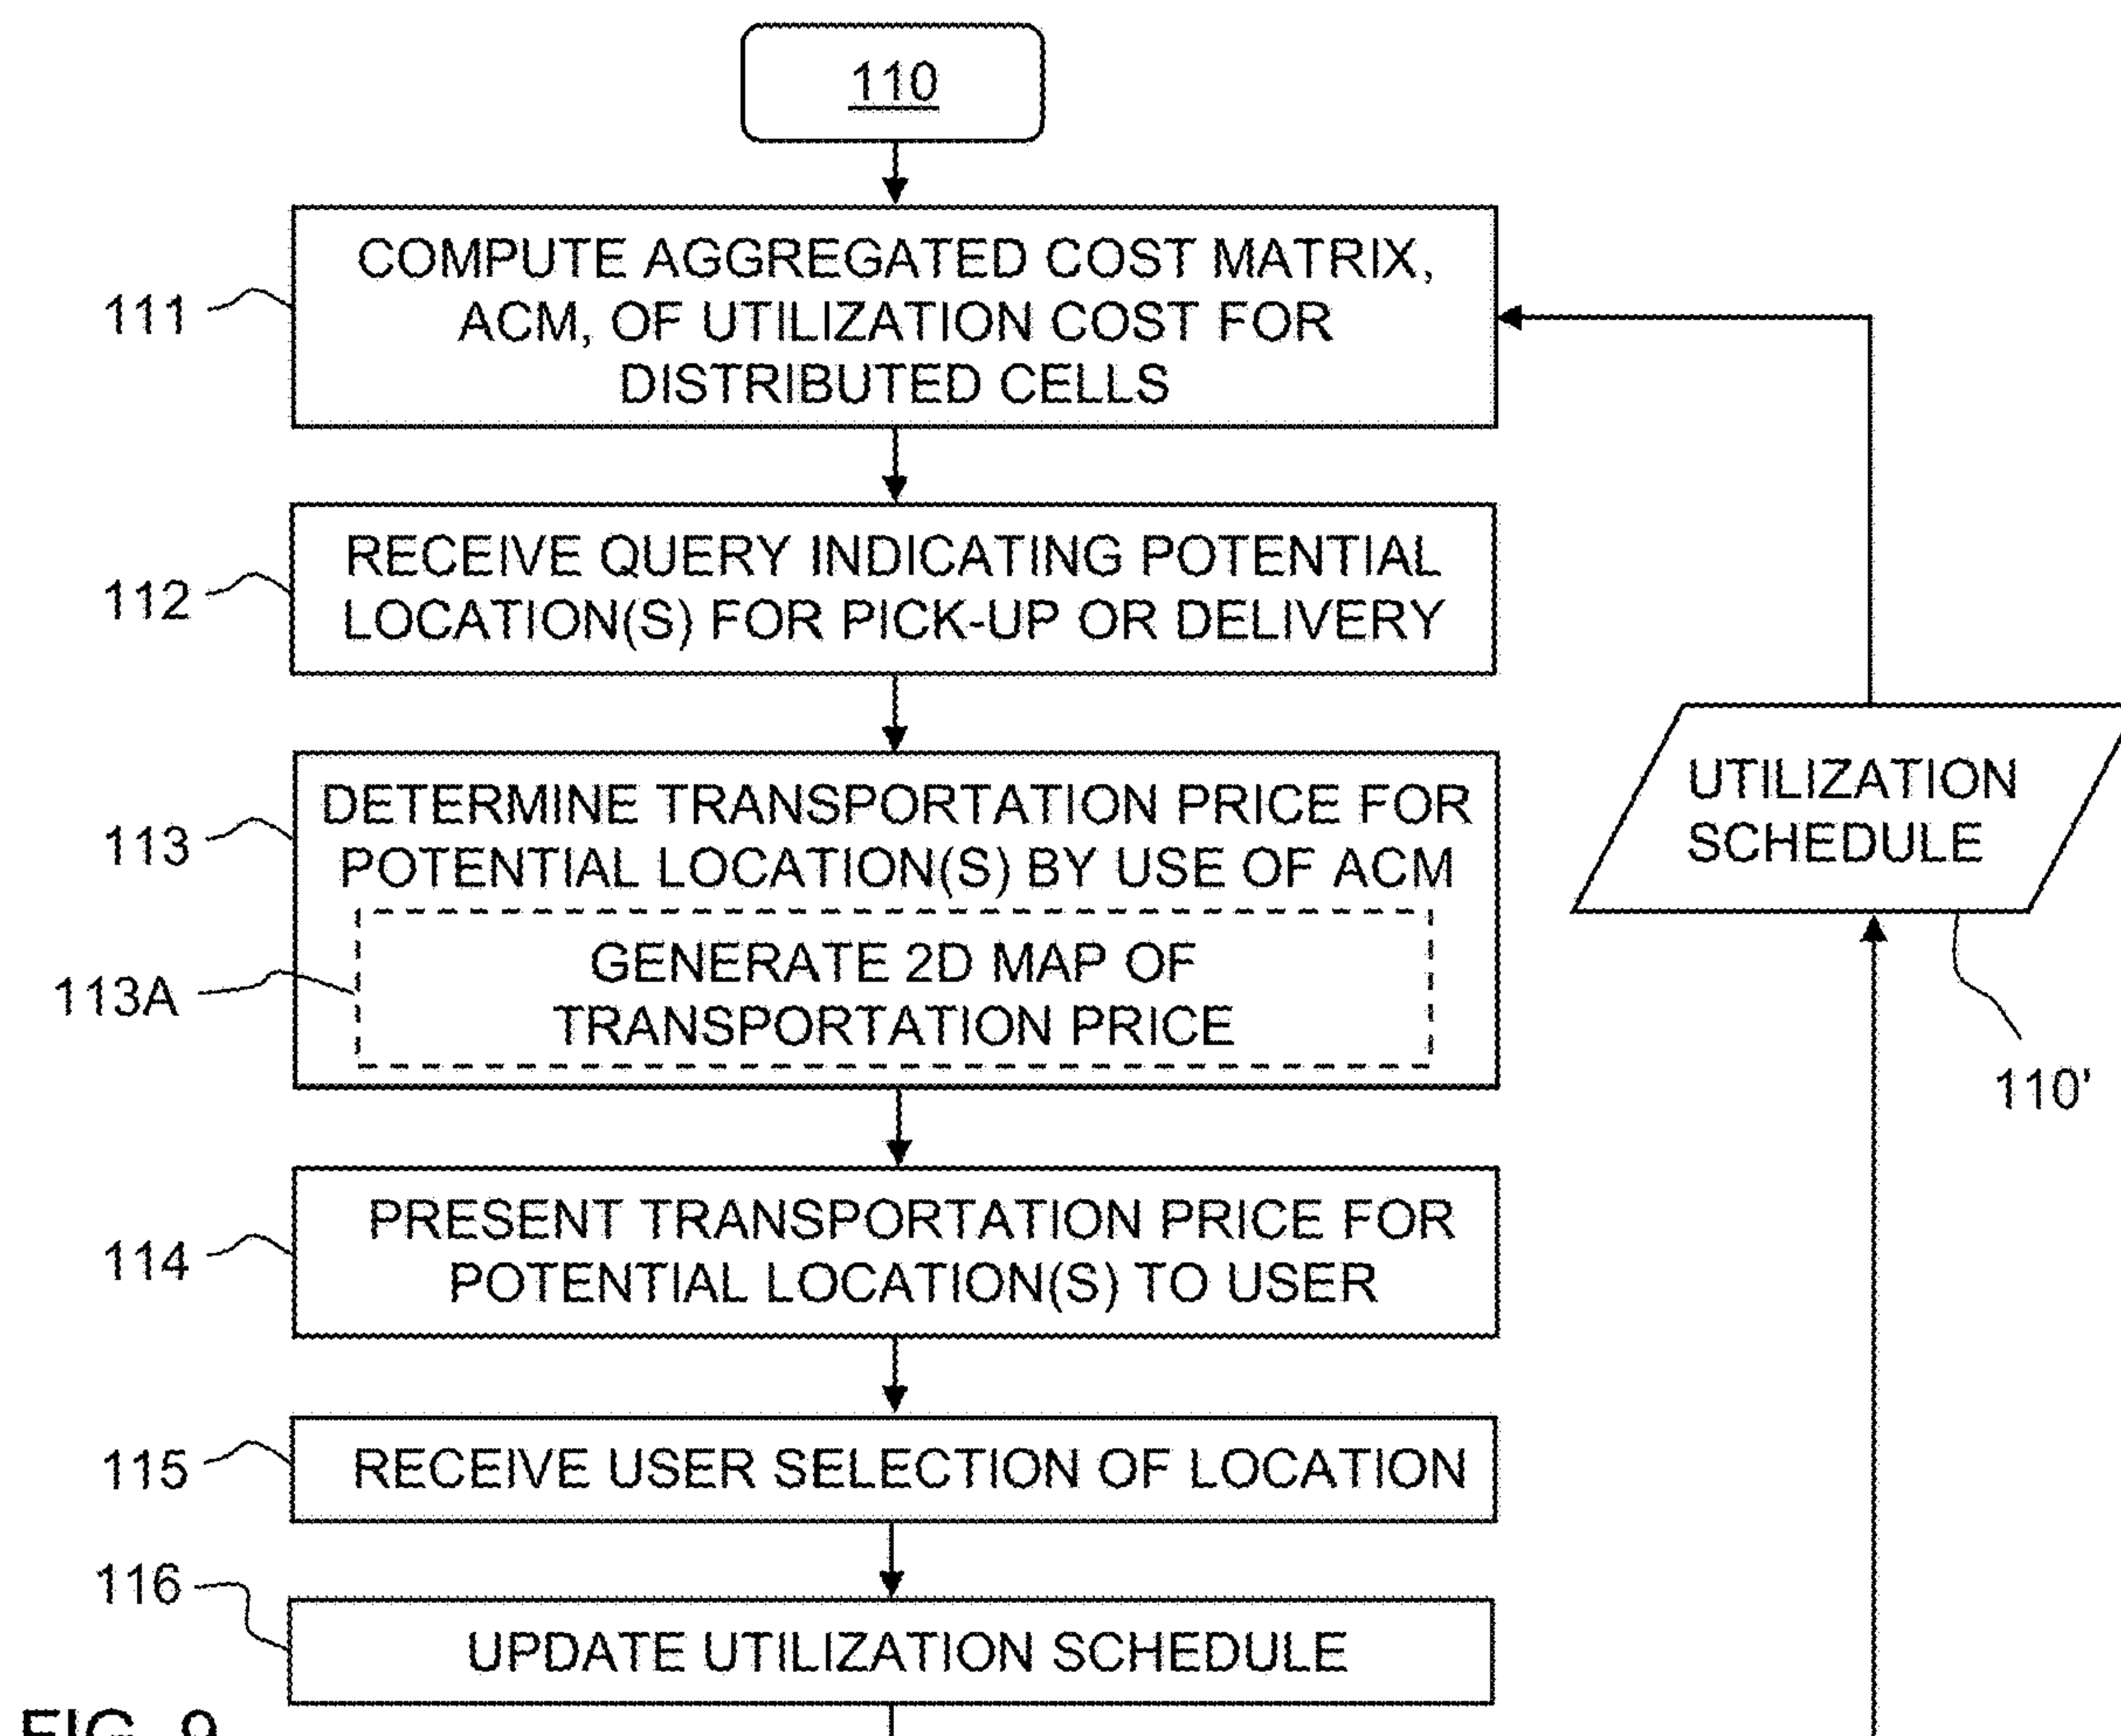 110
COMPUTE AGGREGATED COST MATRIX,
ACM, OF UTILIZATION COST FOR
DISTRIBUTED CELLS
111
RECEIVE QUERY INDICATING POTENTIAL
LOCATION(S) FOR PICK-UP OR DELIVERY
112
DETERMINE TRANSPORTATION PRICE FOR
POTENTIAL LOCATION(S) BY USE OF ACM
113
GENERATE 2D MAP OF
TRANSPORTATION PRICE
113A
UTILIZATION
SCHEDULE
110'
PRESENT TRANSPORTATION PRICE FOR
POTENTIAL LOCATION(S) TO USER
114
RECEIVE USER SELECTION OF LOCATION
115
116
UPDATE UTILIZATION SCHEDULE
FIG. 9